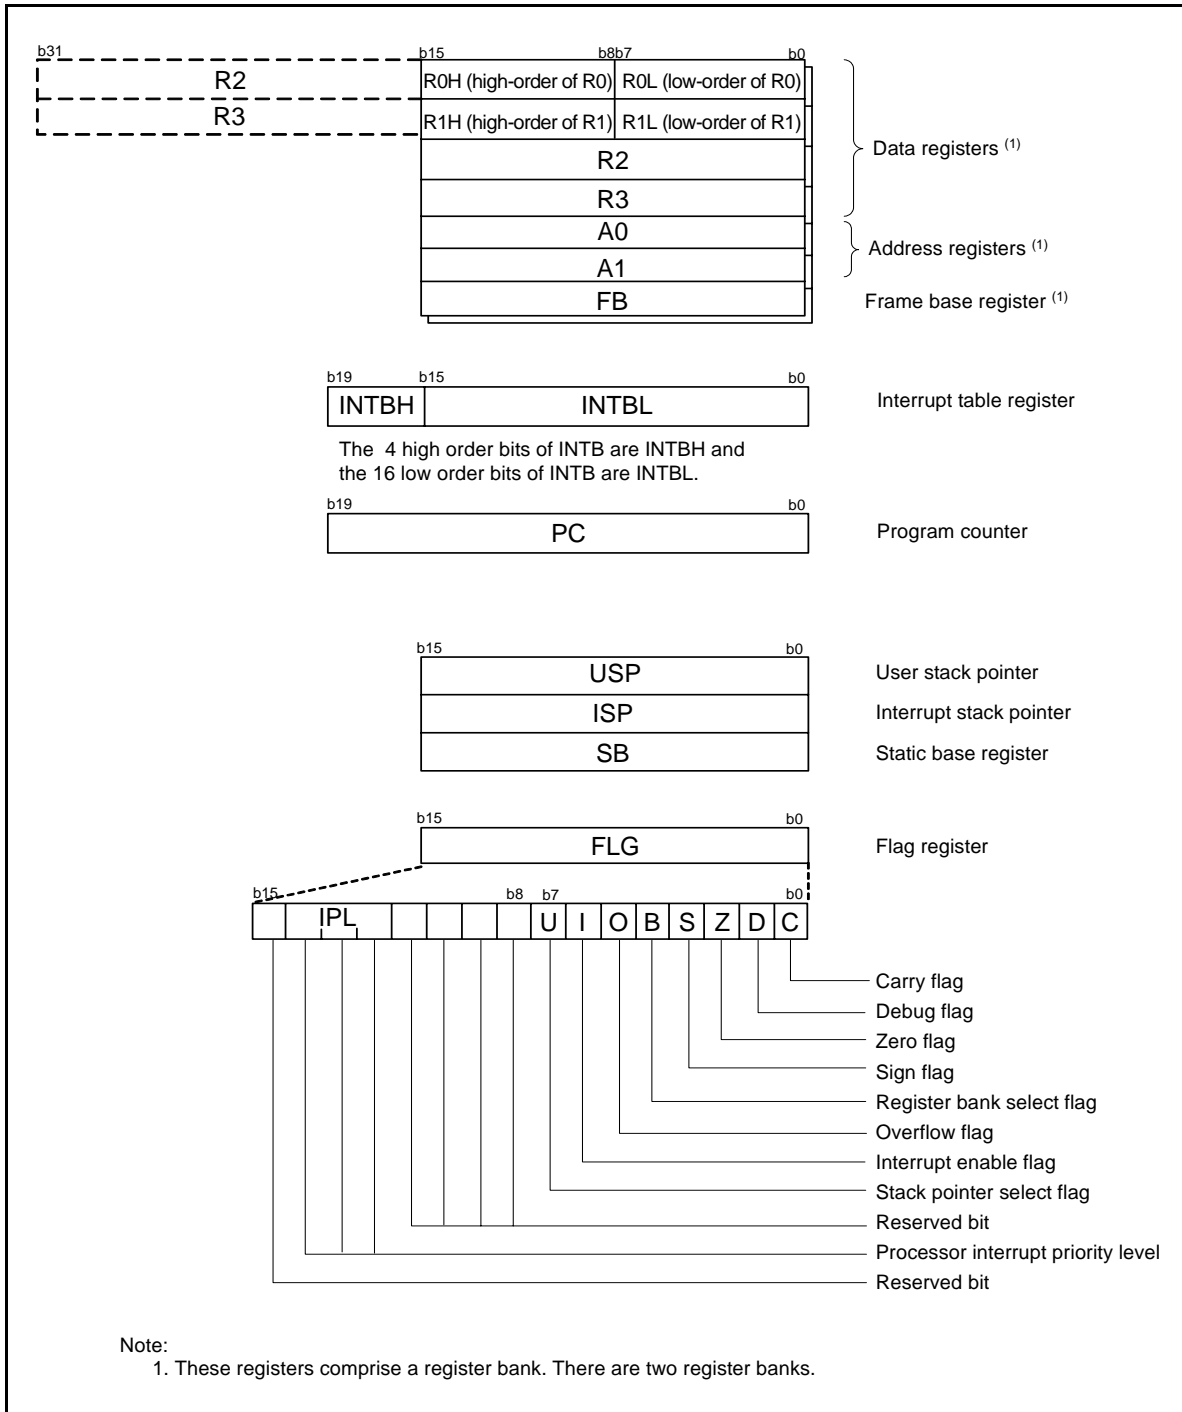 b31 b15 b8b7 b0
R2 R0H (high-order of R0) R0L (low-order of R0)
R3 R1H (high-order of R1) R1L (low-order of R1)
Data registers (1)
R2
R3
A0
Address registers (1)
A1
FB Frame base register (1)
b19 b15 b0
INTBH INTBL Interrupt table register
The 4 high order bits of INTB are INTBH and
the 16 low order bits of INTB are INTBL.
b19 b0
PC Program counter
b15 b0
USP User stack pointer
ISP Interrupt stack pointer
SB Static base register
b15 b0
FLG Flag register
b15 b8 b7 b0
IPL U I O B S Z D C
Carry flag
Debug flag
Zero flag
Sign flag
Register bank select flag
Overflow flag
Interrupt enable flag
Stack pointer select flag
Reserved bit
Processor interrupt priority level
Reserved bit
Note:
1. These registers comprise a register bank. There are two register banks.